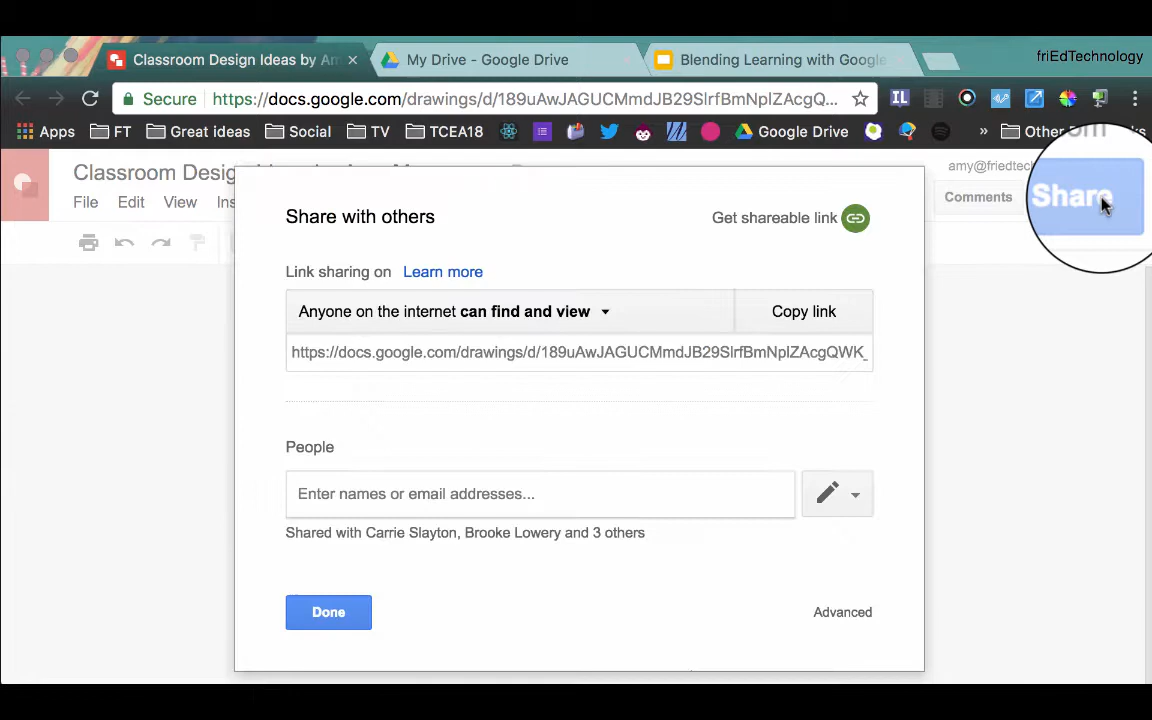 Classroom Design Ideas by Am
My Drive - Google Drive
Blending Learning with Google
friEdTechnology
Secure https://docs.google.com/drawings/d/189uAwJAGUCMmdJB29SlrfBmNplZAcgQ...
IL
Apps FT Great ideas Social TV TCEA18 Google Drive » Other
Classroom Desig
amy@friedtech
File Edit View Ins
Comments
Share
Share with others
Get shareable link
Link sharing on Learn more
Anyone on the internet can find and view
Copy link
https://docs.google.com/drawings/d/189uAwJAGUCMmdJB29SlrfBmNplZAcgQWK_
People
Enter names or email addresses...
Shared with Carrie Slayton, Brooke Lowery and 3 others
Done
Advanced